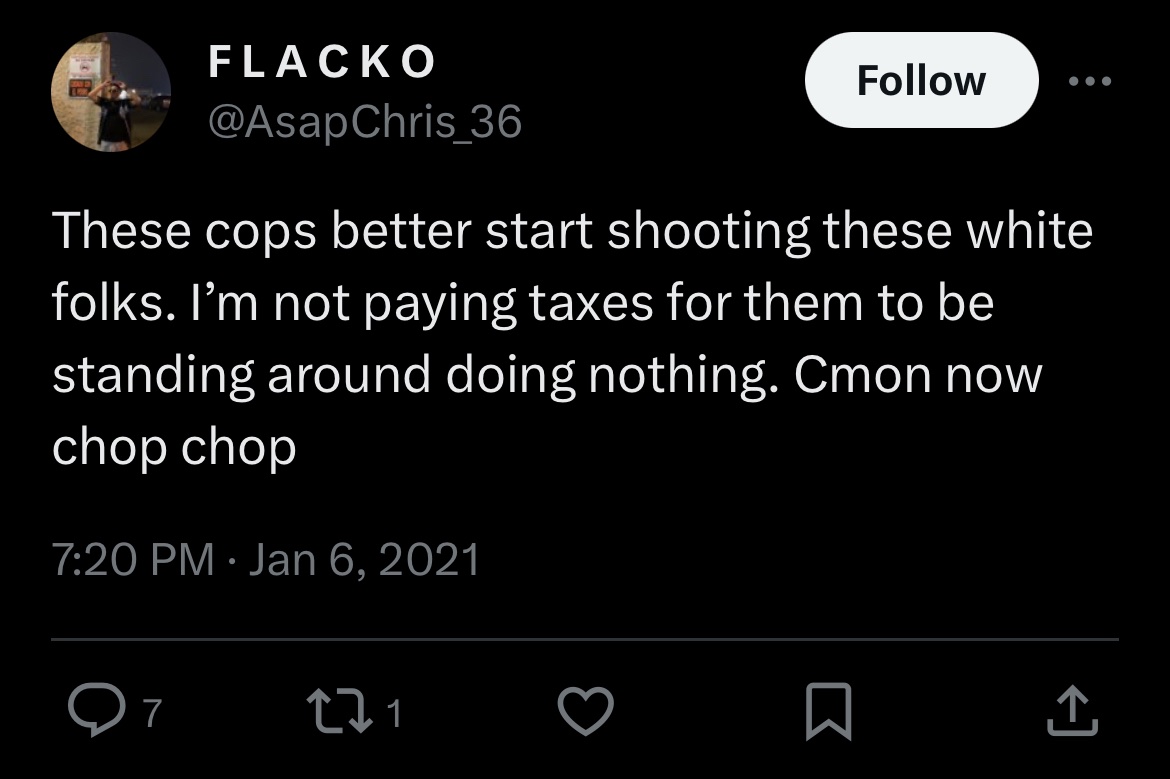 F L A C K O
@AsapChris_36
Follow
These cops better start shooting these white
folks. I’m not paying taxes for them to be
standing around doing nothing. Cmon now
chop chop
7:20 PM · Jan 6, 2021
7
1